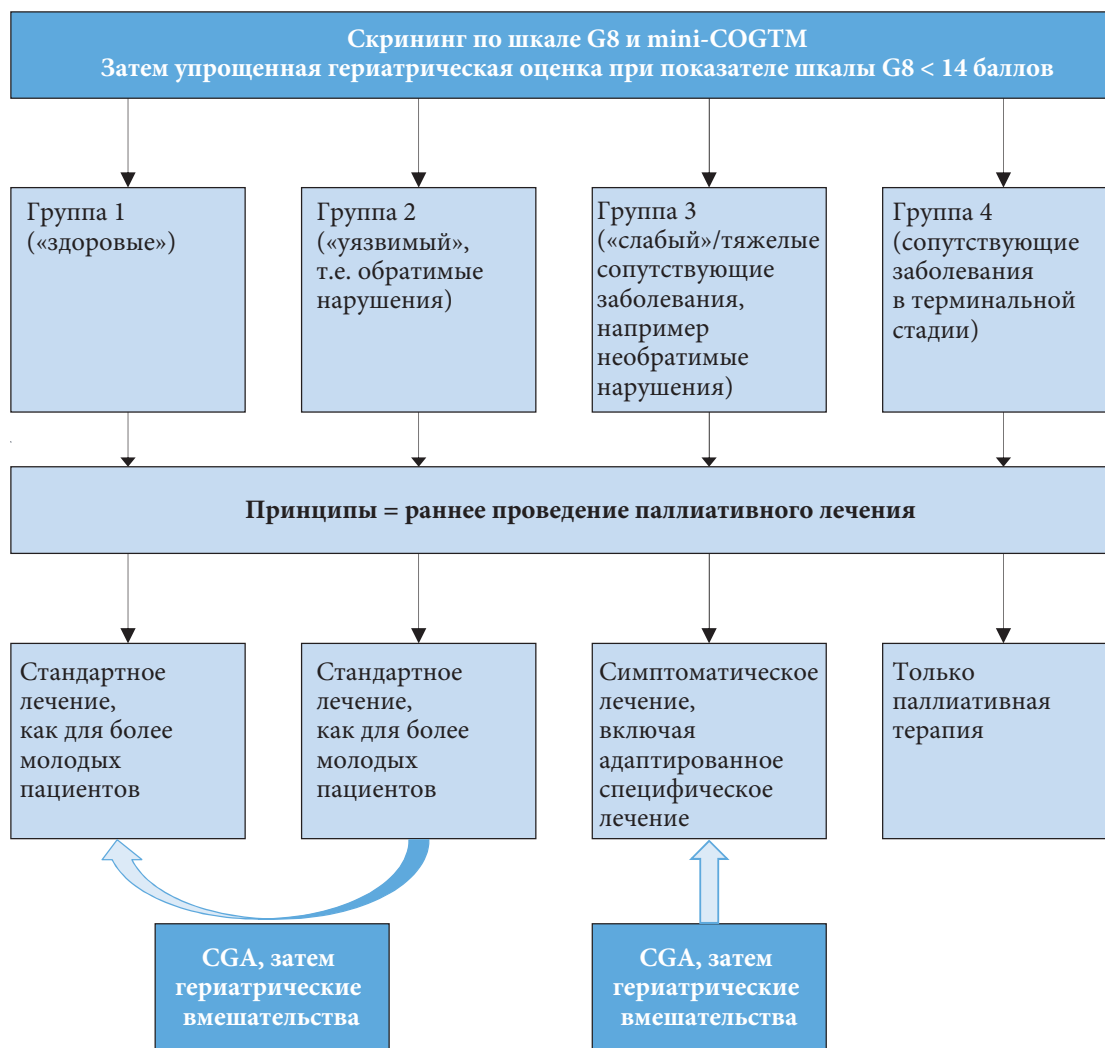 Скрининг по шкале G8 и mini-COGTM
Затем упрощенная гериатрическая оценка при показателе шкалы G8 < 14 баллов
Группа 1
(«здоровые»)
Группа 2
(«уязвимый»,
т.е. обратимые
нарушения)
Группа 3
(«слабый»/тяжелые
сопутствующие
заболевания,
например
необратимые
нарушения)
Группа 4
(сопутствующие
заболевания
в терминальной
стадии)
Принципы = раннее проведение паллиативного лечения
Стандартное
лечение,
как для более
молодых
пациентов
Стандартное
лечение,
как для более
молодых
пациентов
Симптоматическое
лечение,
включая
адаптированное
специфическое
лечение
Только
паллиативная
терапия
CGA, затем
гериатрические
вмешательства
CGA, затем
гериатрические
вмешательства